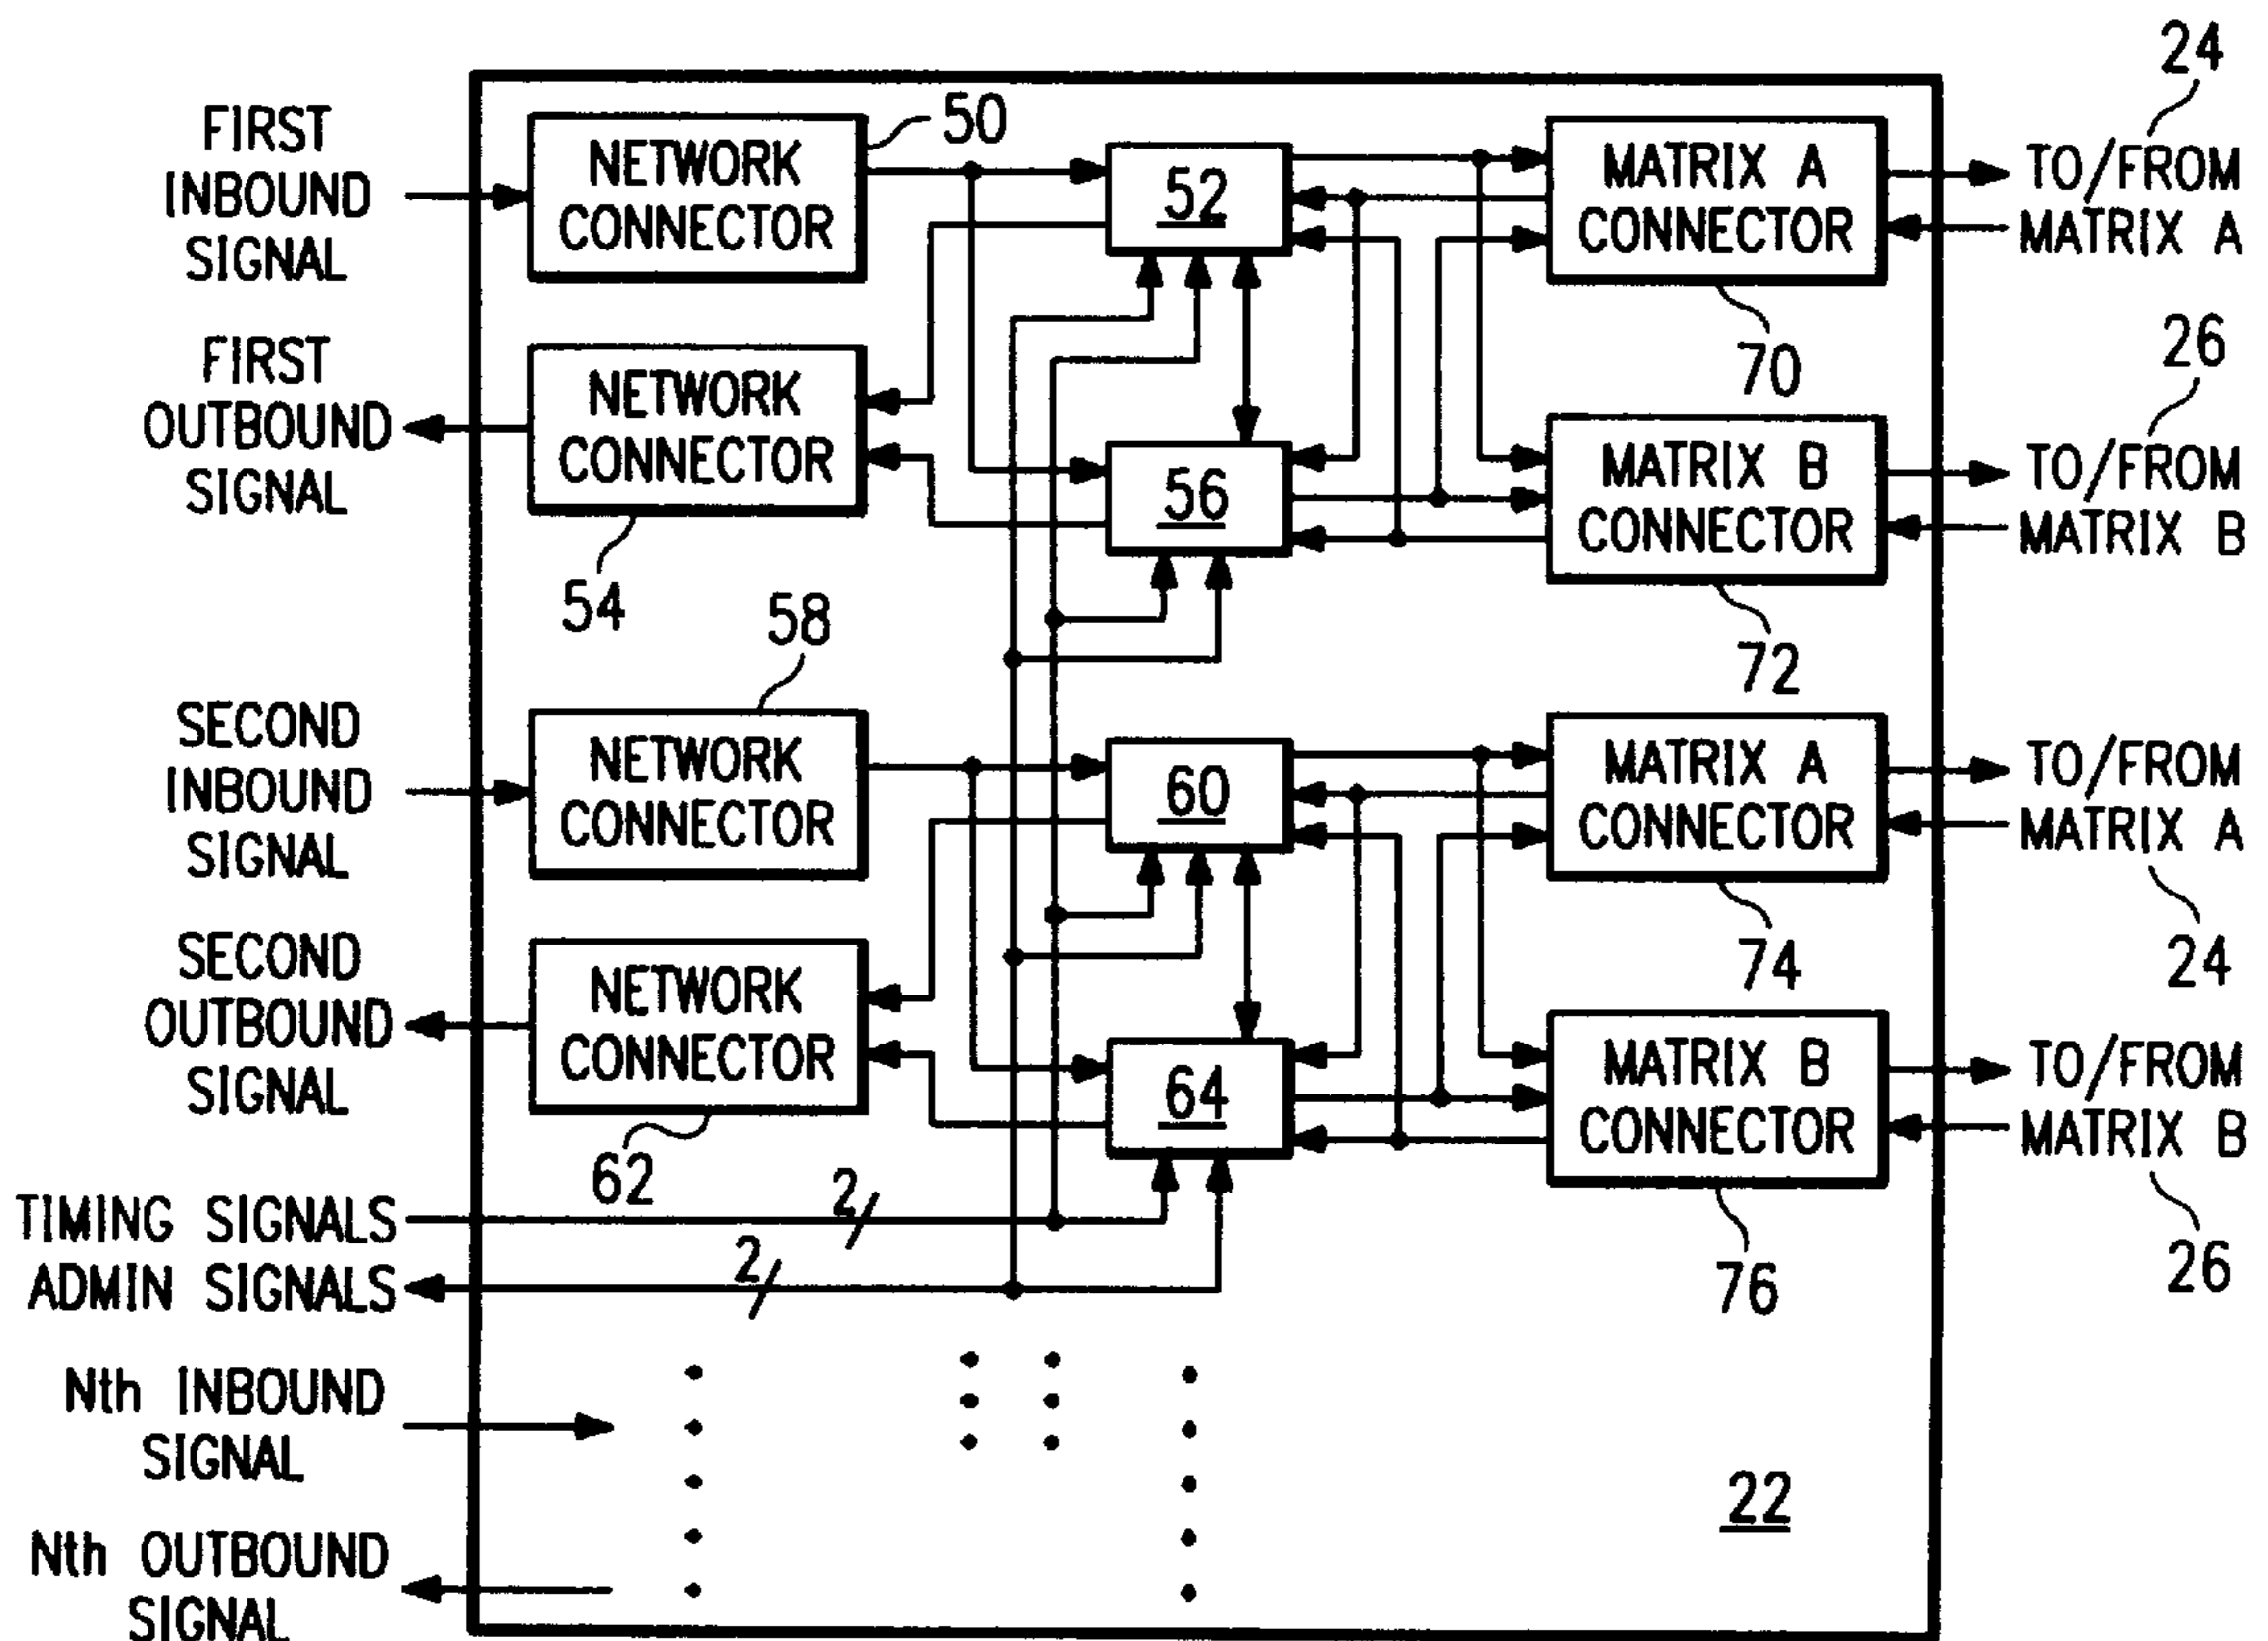 24
FIRST
INBOUND
SIGNAL
NETWORK
CONNECTOR
50
52
MATRIX A
CONNECTOR
TO/FROM
MATRIX A
70
26
FIRST
OUTBOUND
SIGNAL
NETWORK
CONNECTOR
54
56
MATRIX B
CONNECTOR
TO/FROM
MATRIX B
72
58
SECOND
INBOUND
SIGNAL
NETWORK
CONNECTOR
60
MATRIX A
CONNECTOR
TO/FROM
MATRIX A
74
24
SECOND
OUTBOUND
SIGNAL
NETWORK
CONNECTOR
62
64
MATRIX B
CONNECTOR
TO/FROM
MATRIX B
76
26
TIMING SIGNALS
2
ADMIN SIGNALS
2
Nth INBOUND
SIGNAL
22
Nth OUTBOUND
SIGNAL